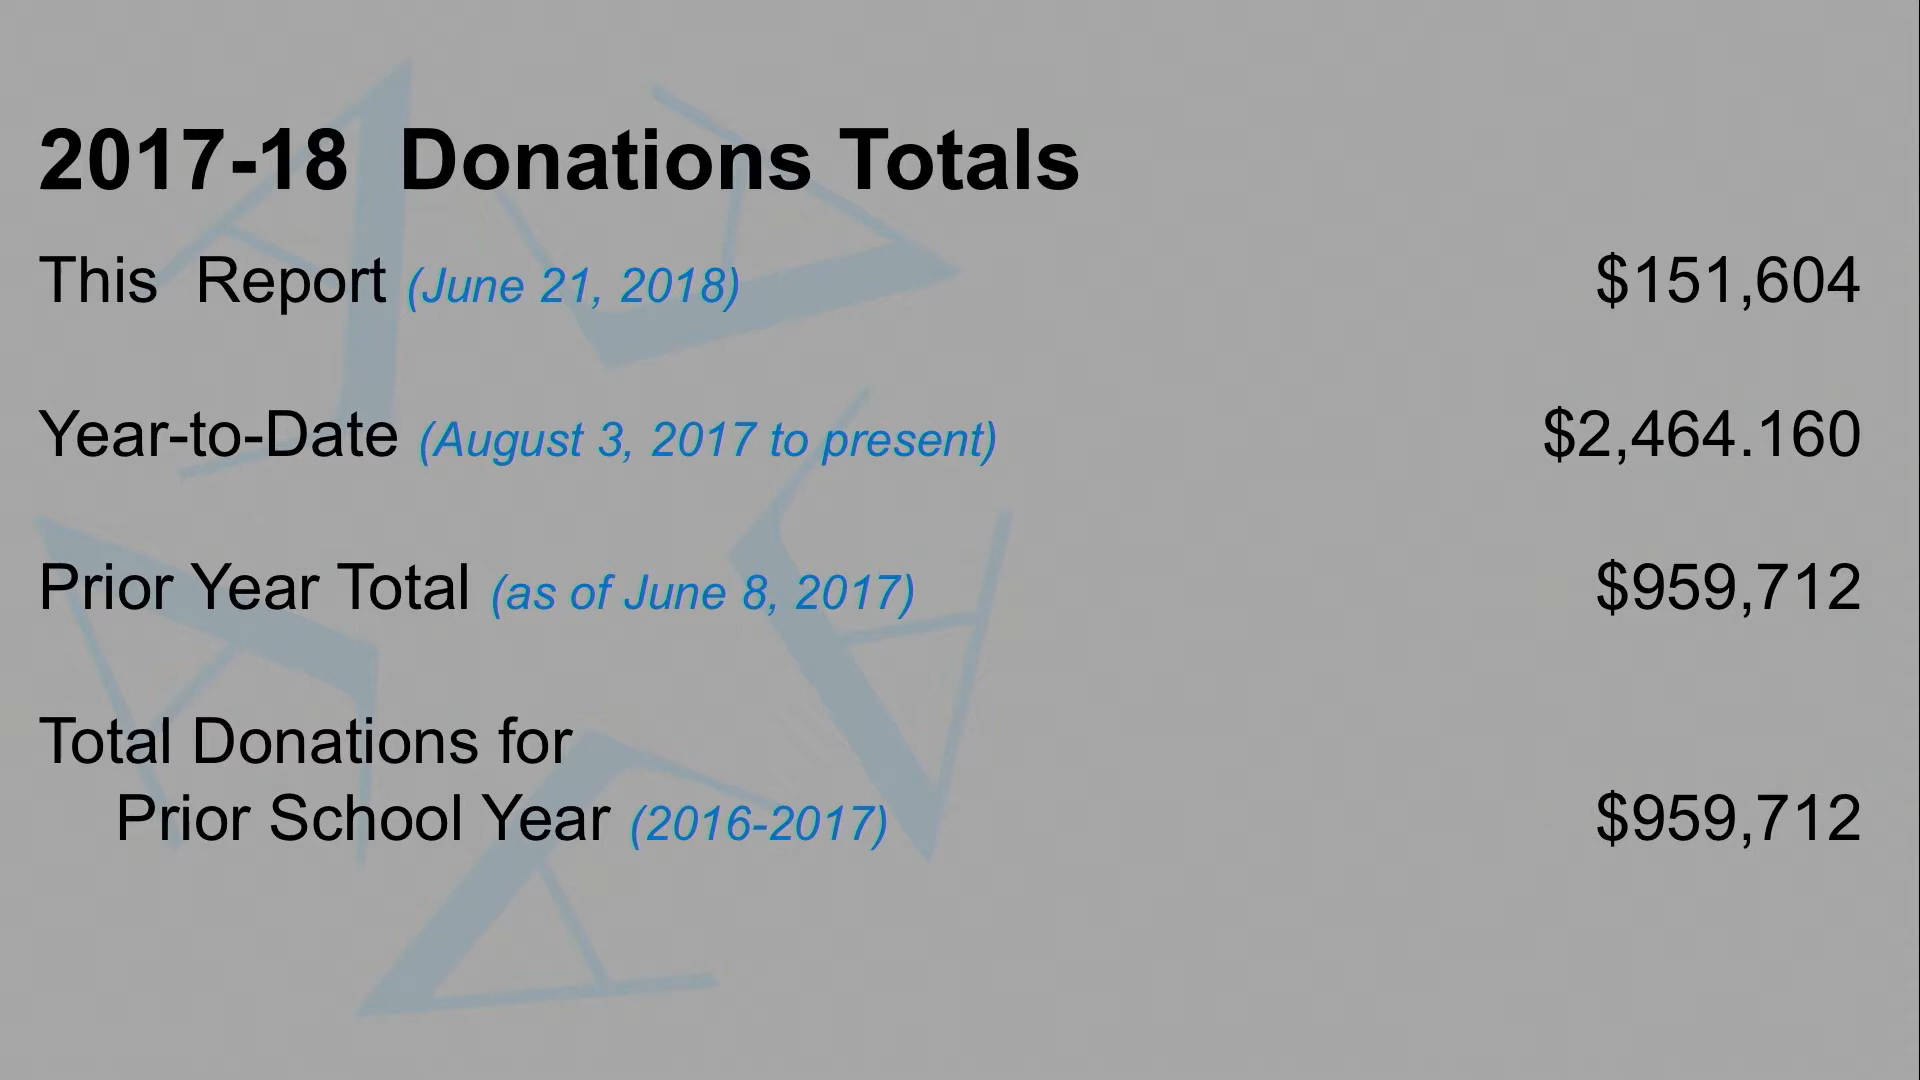 2017-18 Donations Totals
This Report (June 21, 2018) $151,604
Year-to-Date (August 3, 2017 to present) $2,464.160
Prior Year Total (as of June 8, 2017) $959,712
Total Donations for
Prior School Year (2016-2017) $959,712